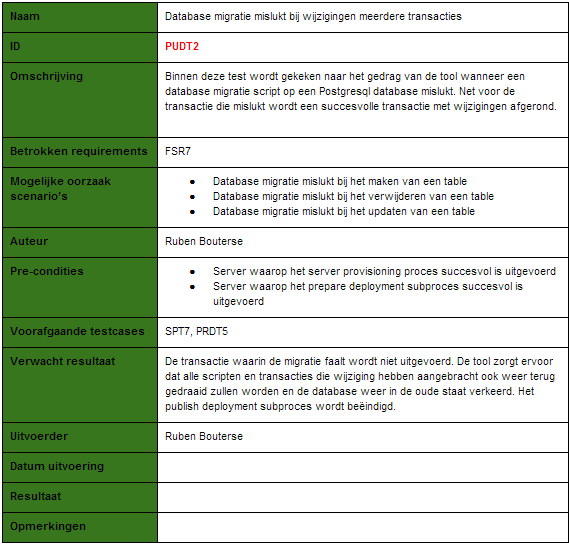 Naam
Database migratie mislukt bij wijzigingen meerdere transacties
ID
PUDT2
Omschrijving
Binnen deze test wordt gekeken naar het gedrag van de tool wanneer een
database migratie script op een Postgresql database mislukt. Net voor de
transactie die mislukt wordt een succesvolle transactie met wijzigingen afgerond.
Betrokken requirements
FSR7
Mogelijke oorzaak
scenario's
● Database migratie mislukt bij het maken van een table
● Database migratie mislukt bij het verwijderen van een table
● Database migratie mislukt bij het updaten van een table
Auteur
Ruben Bouterse
Pre-condities
● Server waarop het server provisioning proces succesvol is uitgevoerd
● Server waarop het prepare deployment subproces succesvol is
uitgevoerd
Voorafgaande testcases
SPT7, PRDT5
Verwacht resultaat
De transactie waarin de migratie faalt wordt niet uitgevoerd. De tool zorgt ervoor
dat alle scripten en transacties die wijziging hebben aangebracht ook weer terug
gedraaid zullen worden en de database weer in de oude staat verkeerd. Het
publish deployment subproces wordt beëindigd.
Uitvoerder
Ruben Bouterse
Datum uitvoering
Resultaat
Opmerkingen